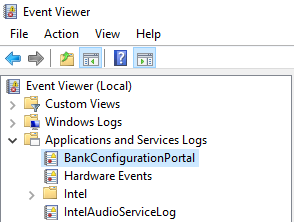 Event Viewer
File Action View Help
Event Viewer (Local)
Custom Views
Windows Logs
Applications and Services Logs
BankConfigurationPortal
Hardware Events
Intel
IntelAudioServiceLog